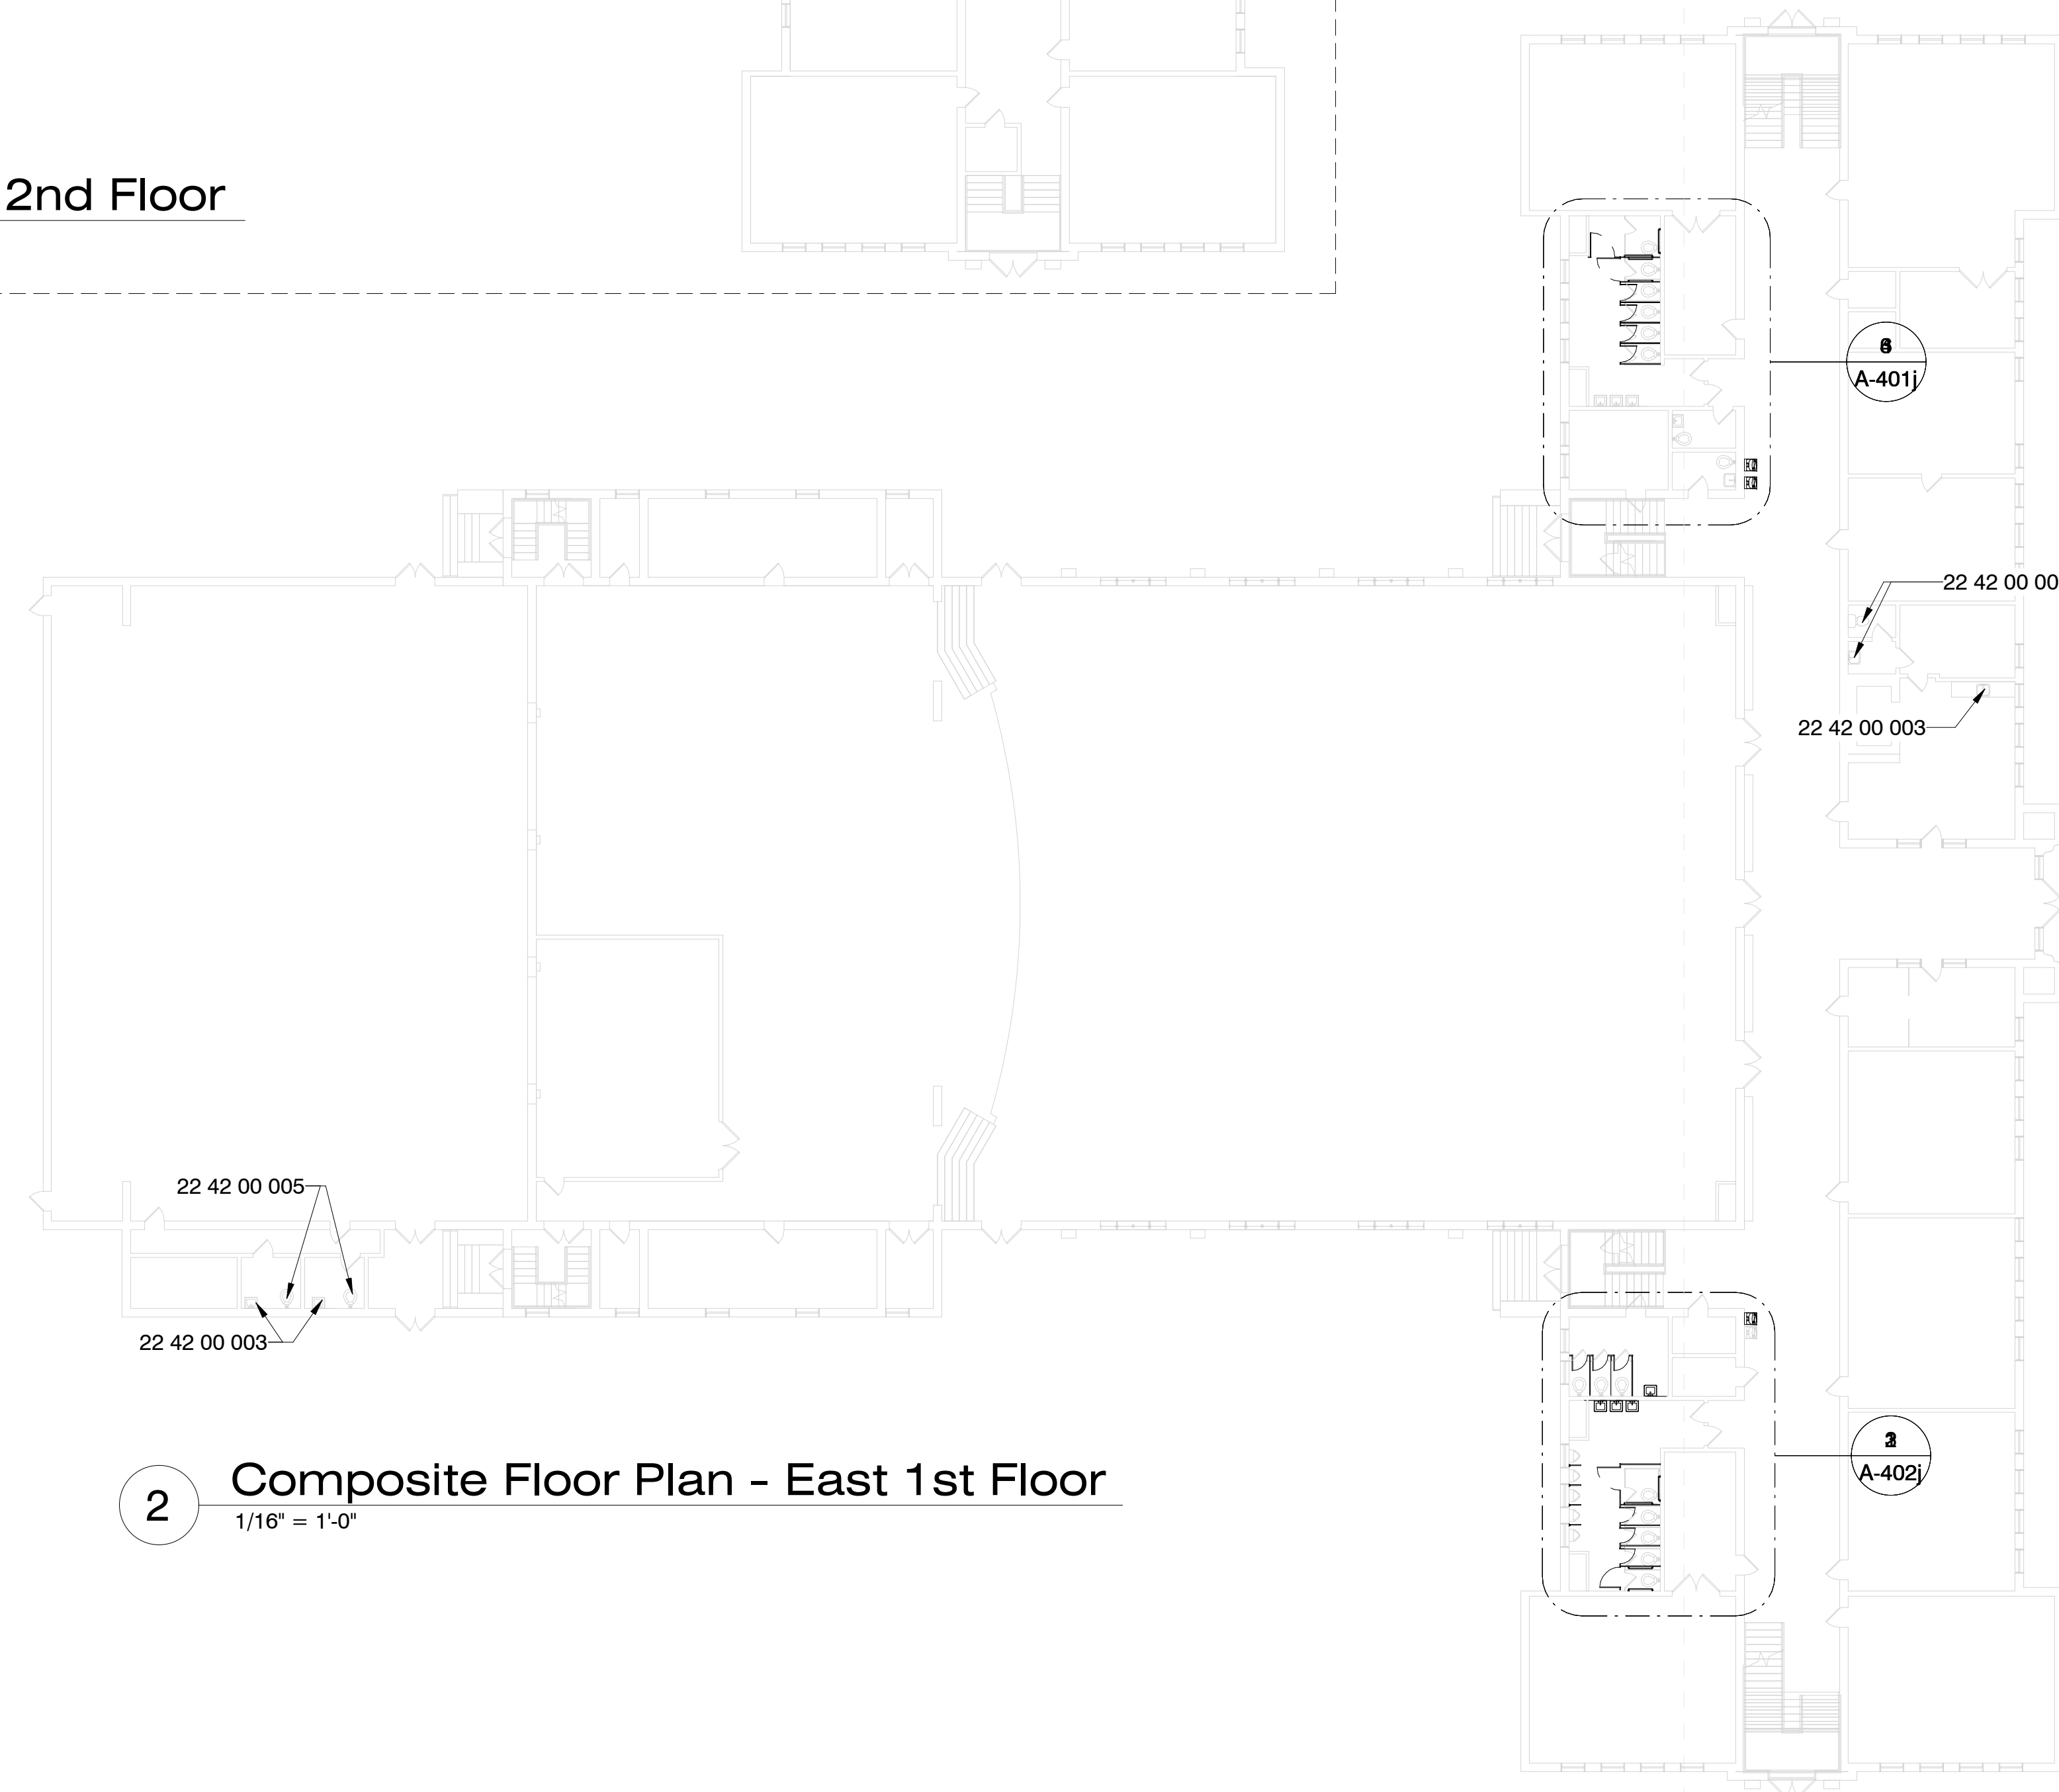 2nd Floor
A-401j
22 42 00 00
22 42 00 003
22 42 00 005
22 42 00 003
A-402j
2
Composite Floor Plan - East 1st Floor
1/16" = 1'-0"